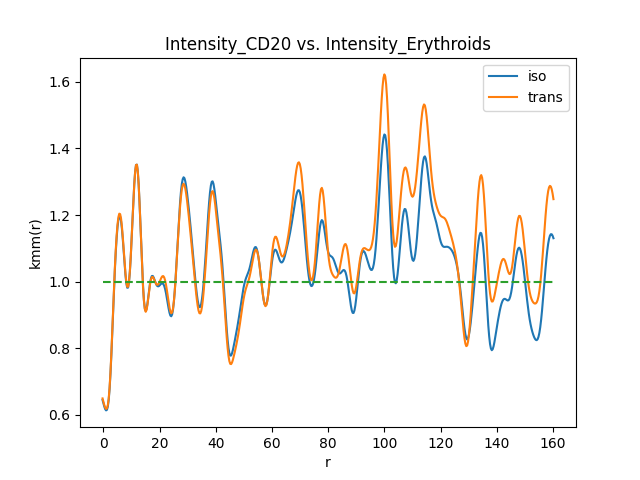 Intensity_CD20 vs. Intensity_Erythroids
iso
trans
kmm(r)
1.6
1.4
1.2
1.0
0.8
0.6
0 20 40 60 80 100 120 140 160
r